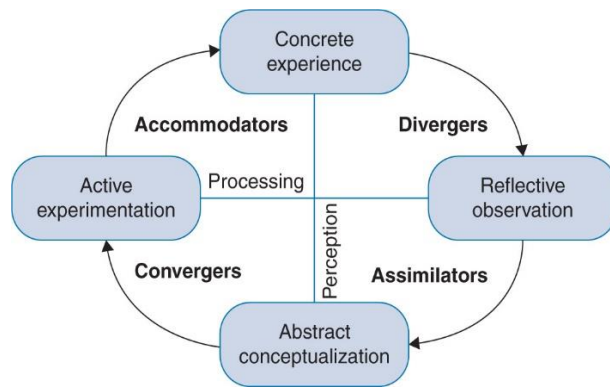 Concrete
experience
Accommodators
Divergers
Active
experimentation
Processing
Reflective
observation
Perception
Convergers
Assimilators
Abstract
conceptualization